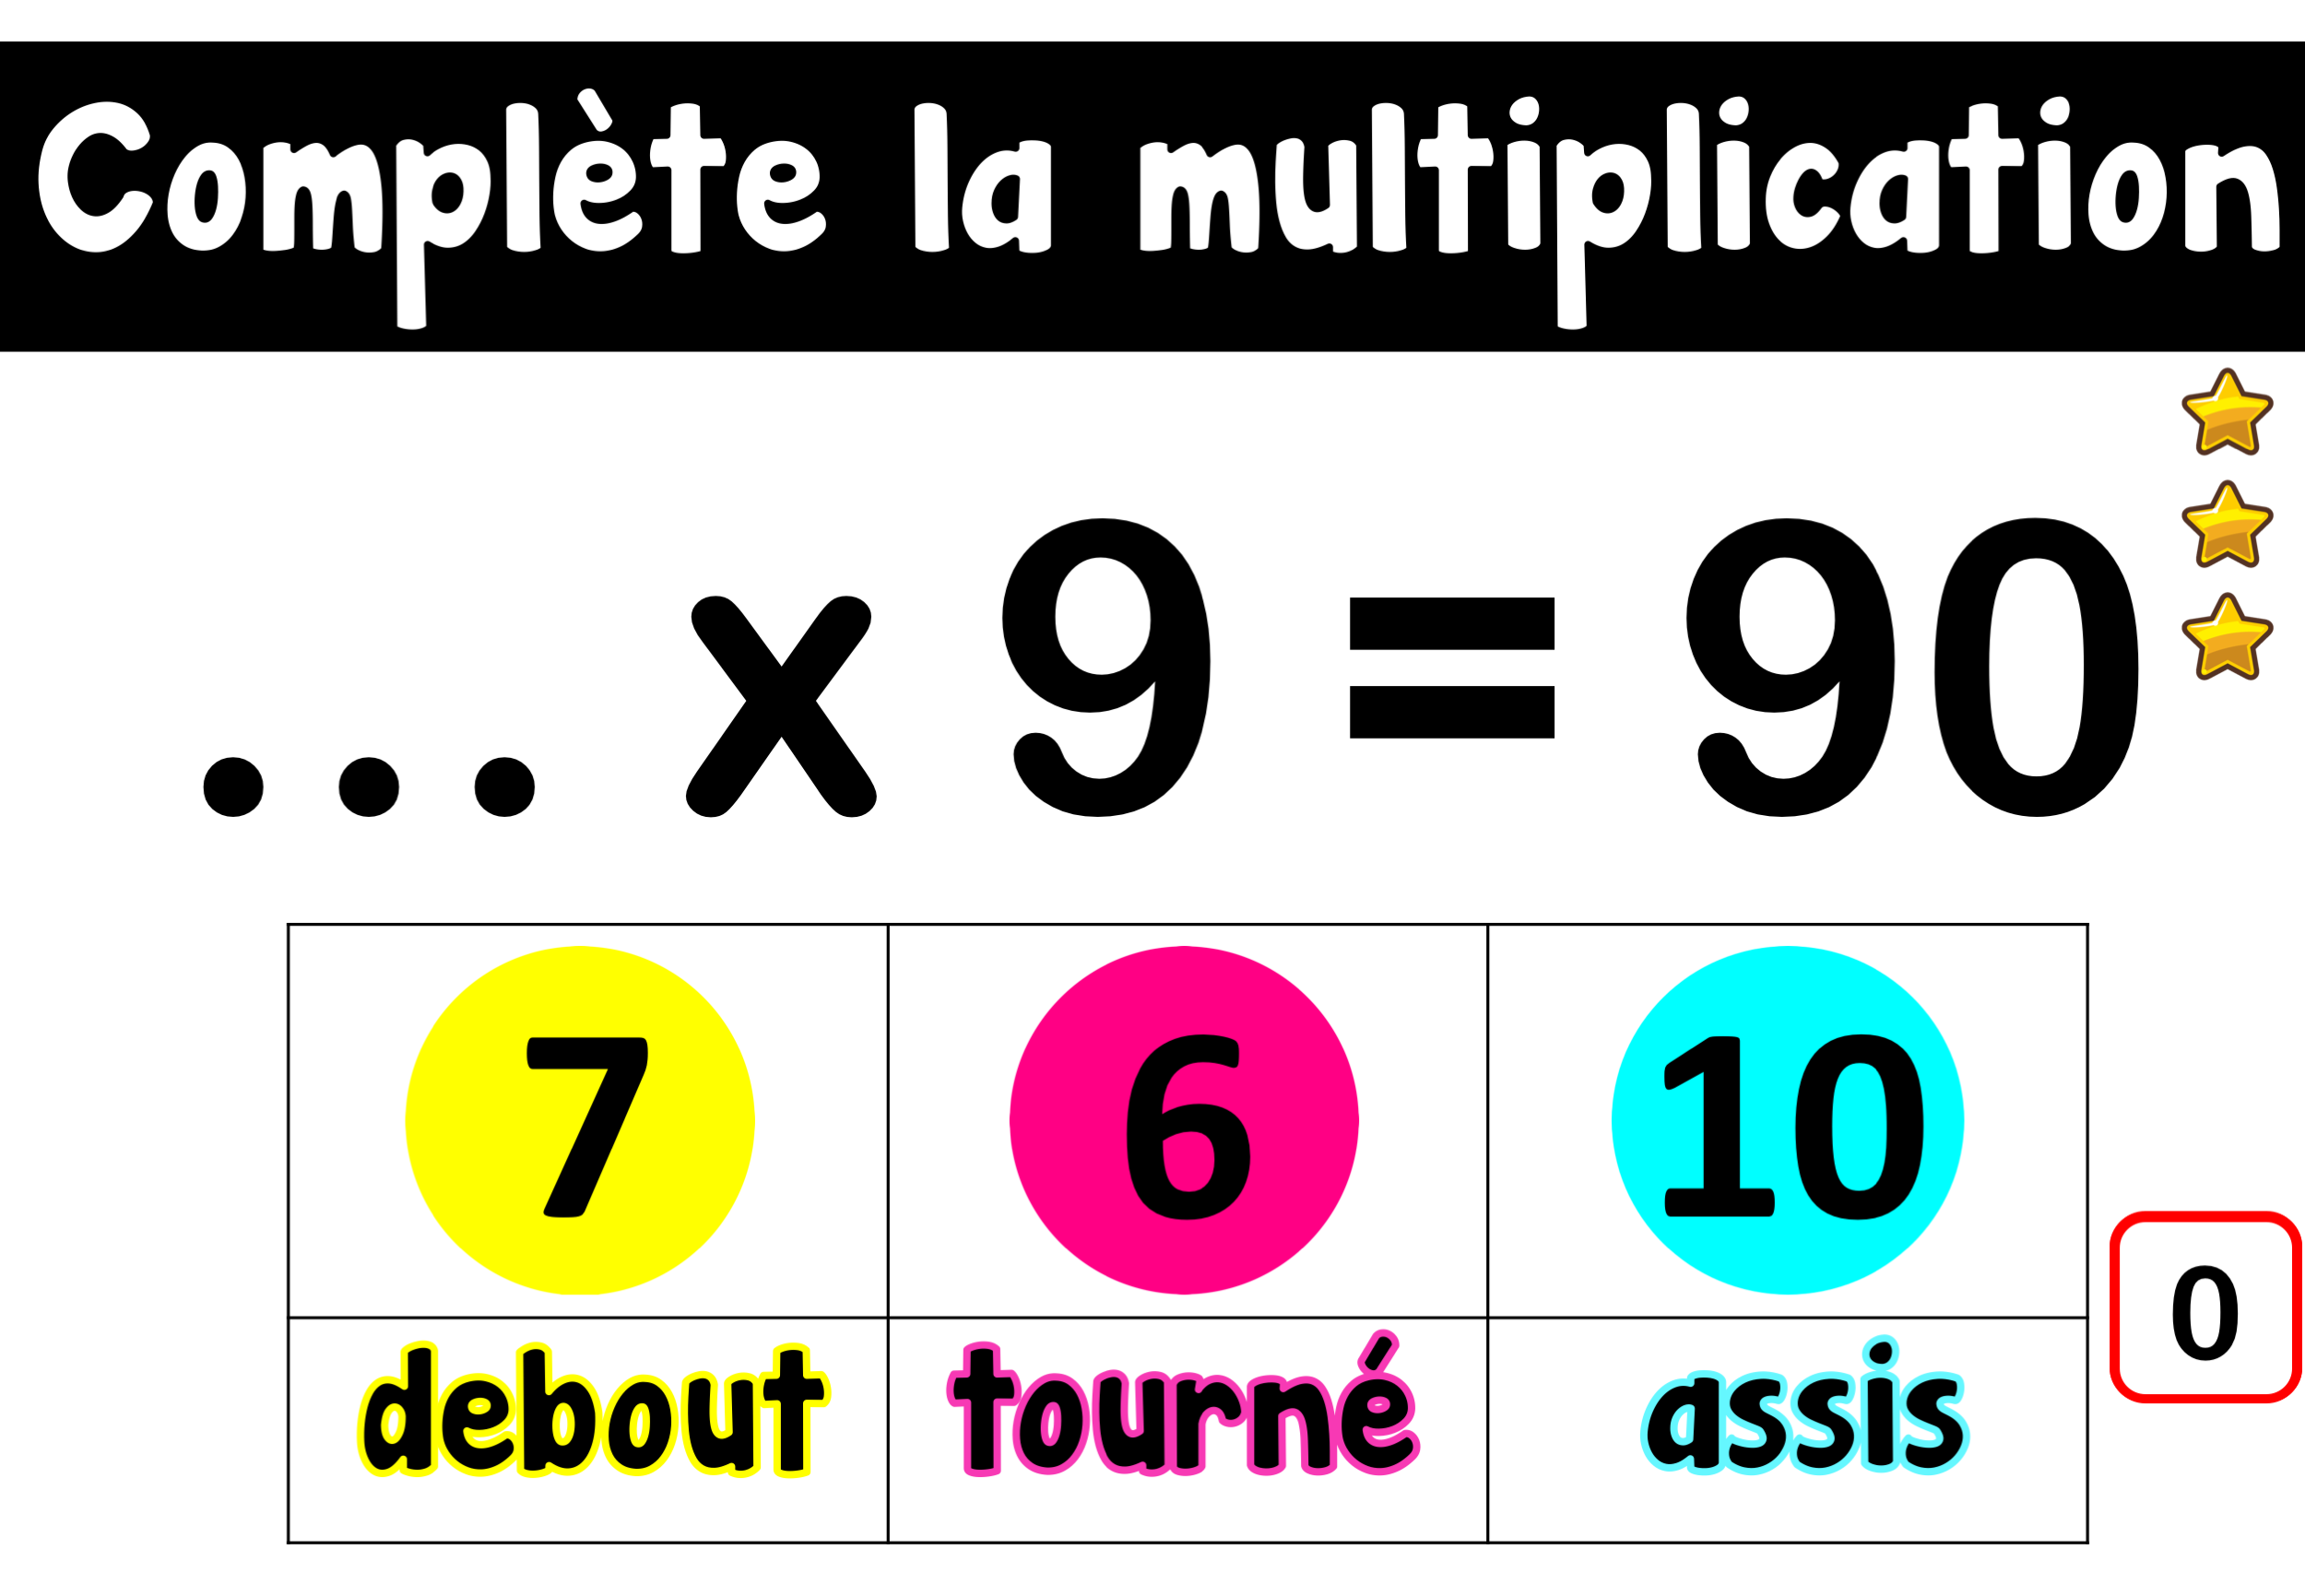 Complète la multiplication
... x 9 = 90
7 6 10
0
debout tourné assis